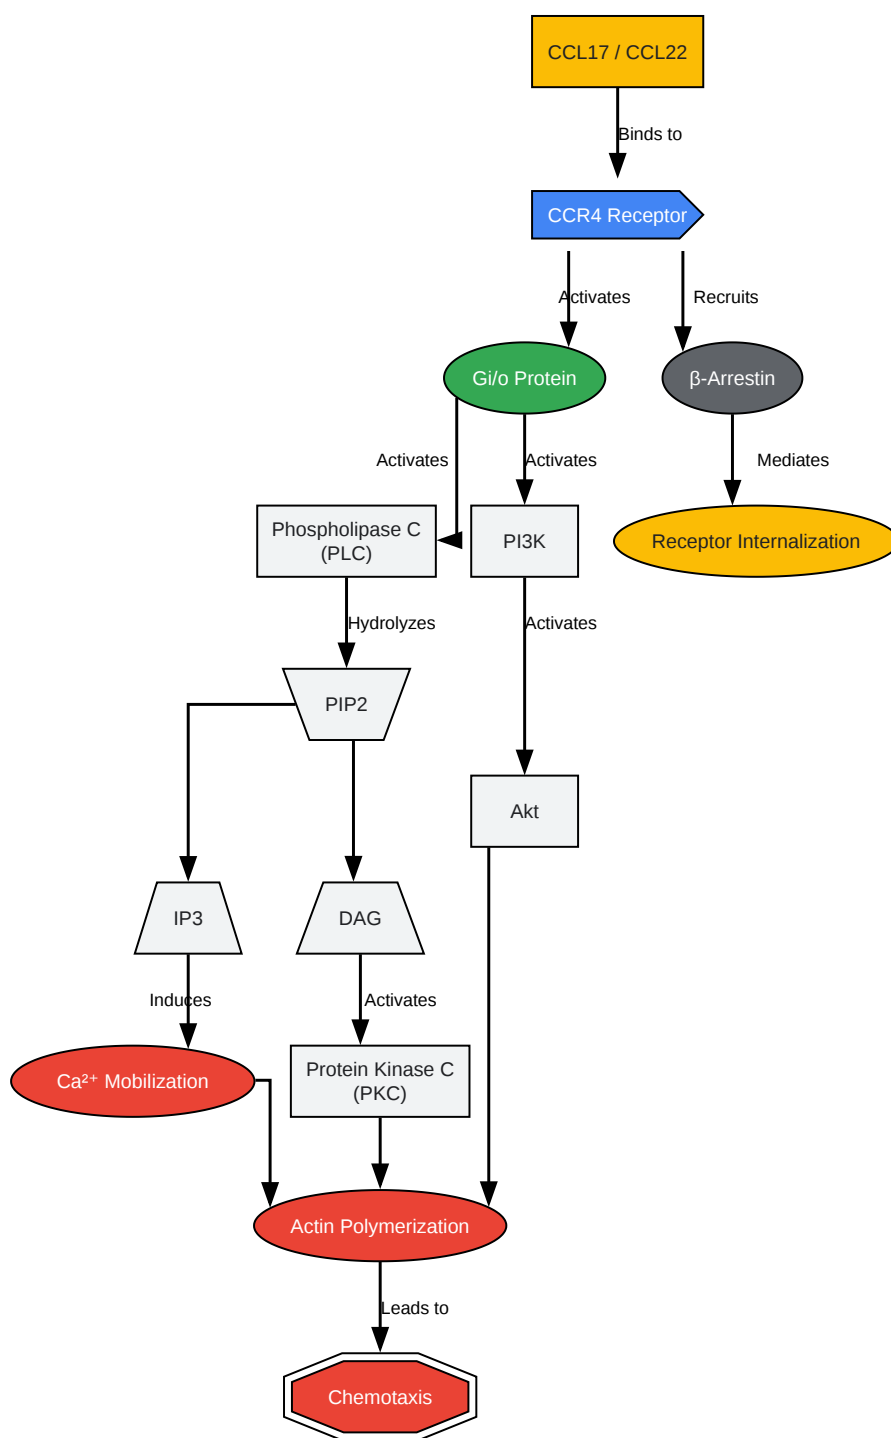 CCL17 / CCL22
Binds to
CCR4 Receptor
Activates
Recruits
Gi/o Protein
β-Arrestin
Activates
Activates
Mediates
Phospholipase C
(PLC)
PI3K
Receptor Internalization
Hydrolyzes
Activates
PIP2
Akt
IP3
DAG
Induces
Activates
Ca²⁺ Mobilization
Protein Kinase C
(PKC)
Actin Polymerization
Leads to
Chemotaxis